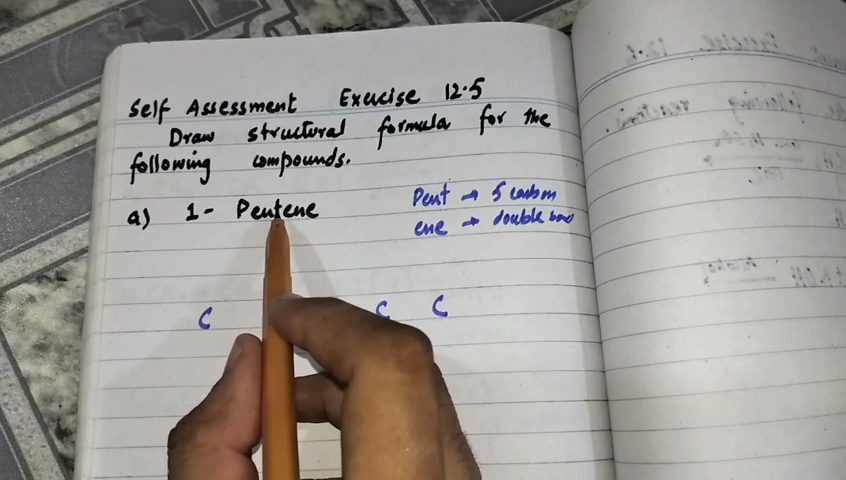 Self Assessment Exercise 12.5
Draw structural formula for the
following compounds.
a) 1- Pentene
Pent → 5 carbon
ene → double bond
C C C